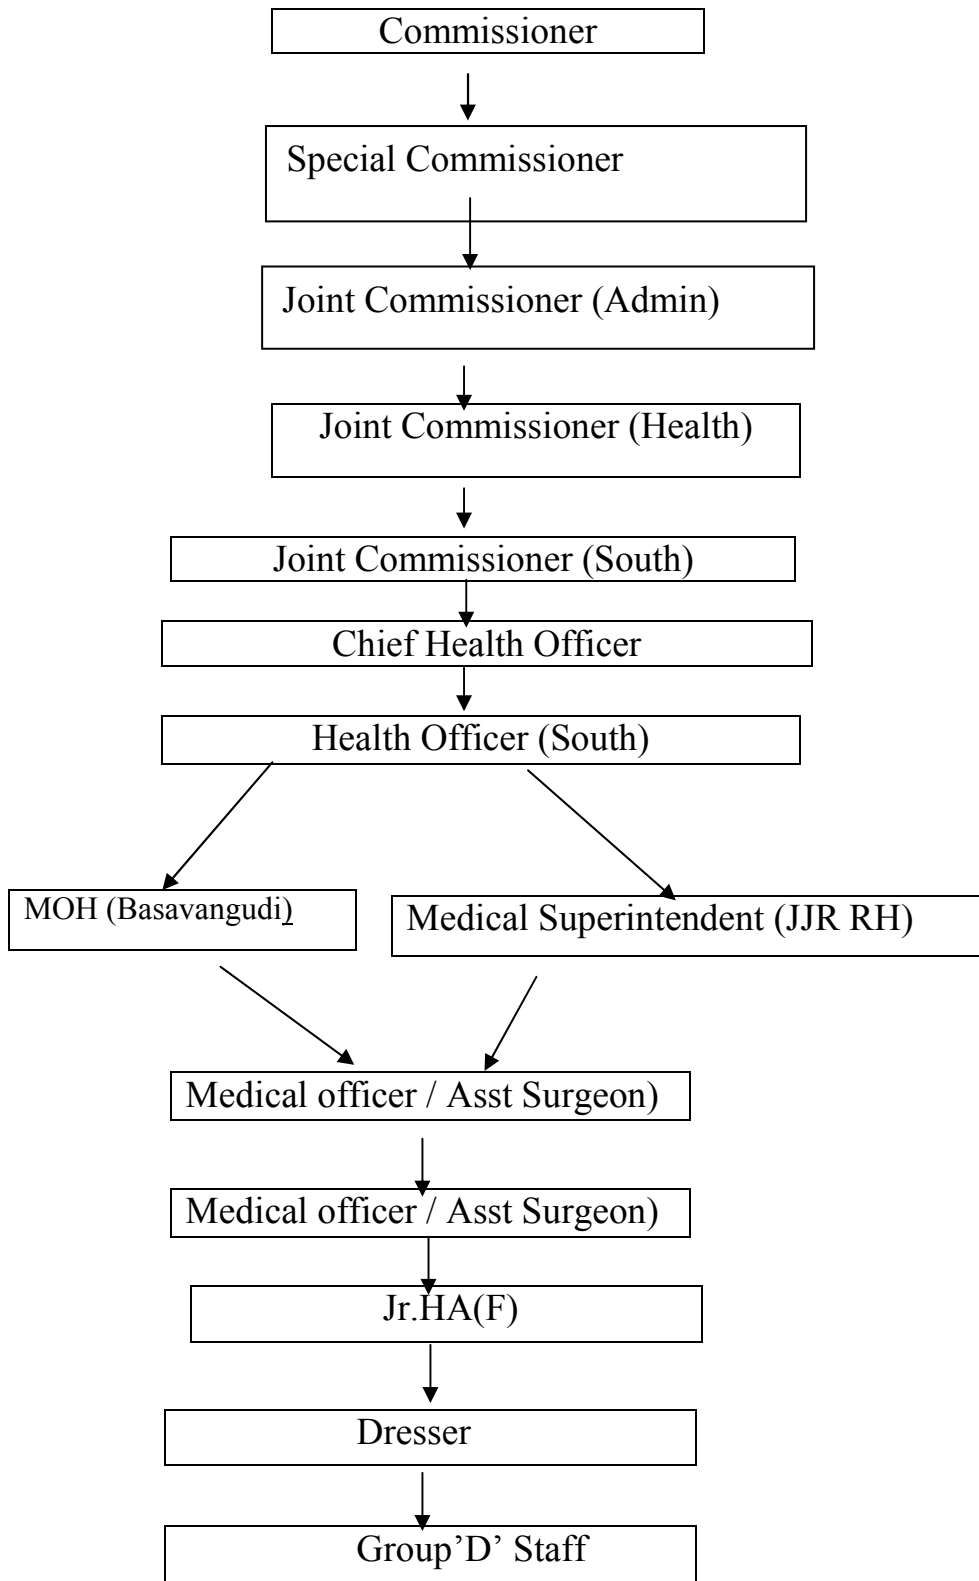 Commissioner
Special Commissioner
Joint Commissioner (Admin)
Joint Commissioner (Health)
Joint Commissioner (South)
Chief Health Officer
Health Officer (South)
MOH (Basavangudi)
Medical Superintendent (JJR RH)
Medical officer / Asst Surgeon)
Medical officer / Asst Surgeon)
Jr.HA(F)
Dresser
Group’D’ Staff